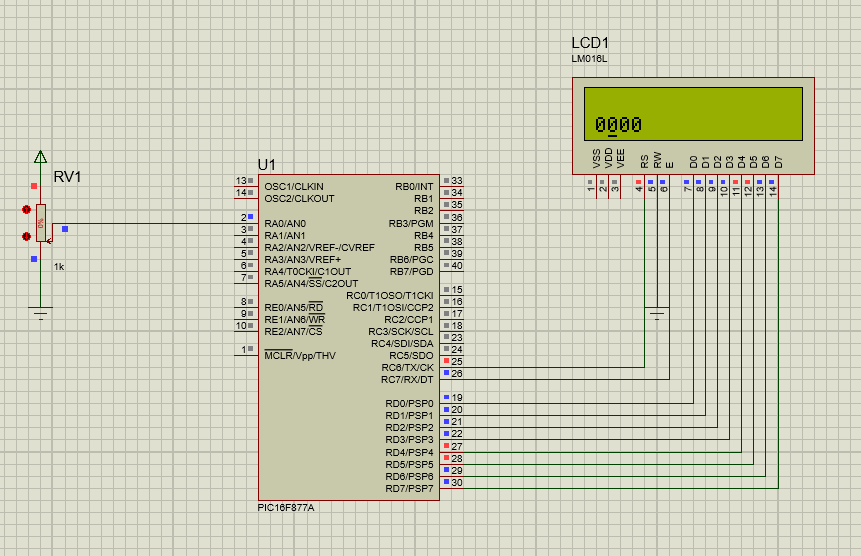 LCD1
LM016L
0000
VSS
VDD
VEE
RS
RW
E
D0
D1
D2
D3
D4
D5
D6
D7
1
2
3
4
5
6
7
8
9
10
11
12
13
14
RV1
0%
1k
U1
13 OSC1/CLKIN RB0/INT 33
14 OSC2/CLKOUT RB1 34
RB2 35
2 RA0/AN0 RB3/PGM 36
3 RA1/AN1 RB4 37
4 RA2/AN2/VREF-/CVREF RB5 38
5 RA3/AN3/VREF+ RB6/PGC 39
6 RA4/T0CKI/C1OUT RB7/PGD 40
7 RA5/AN4/SS/C2OUT
RC0/T1OSO/T1CKI 15
8 RE0/AN5/RD RC1/T1OSI/CCP2 16
9 RE1/AN6/WR RC2/CCP1 17
10 RE2/AN7/CS RC3/SCK/SCL 18
RC4/SDI/SDA 23
1 MCLR/Vpp/THV RC5/SDO 24
RC6/TX/CK 25
RC7/RX/DT 26
RD0/PSP0 19
RD1/PSP1 20
RD2/PSP2 21
RD3/PSP3 22
RD4/PSP4 27
RD5/PSP5 28
RD6/PSP6 29
RD7/PSP7 30
PIC16F877A